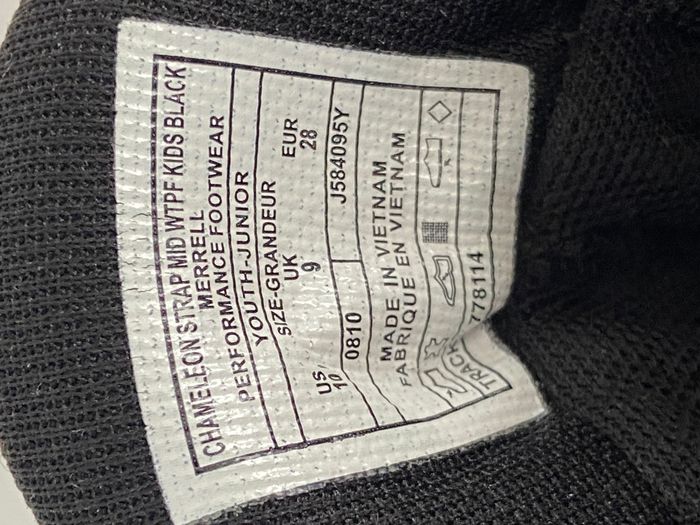 CHAMELEON STRAP MID WTPF KIDS BLACK
MERRELL
PERFORMANCE FOOTWEAR
YOUTH-JUNIOR
SIZE-GRANDEUR
US UK EUR
10 9 28
0810 J584095Y
MADE IN VIETNAM
FABRIQUE EN VIETNAM
778114